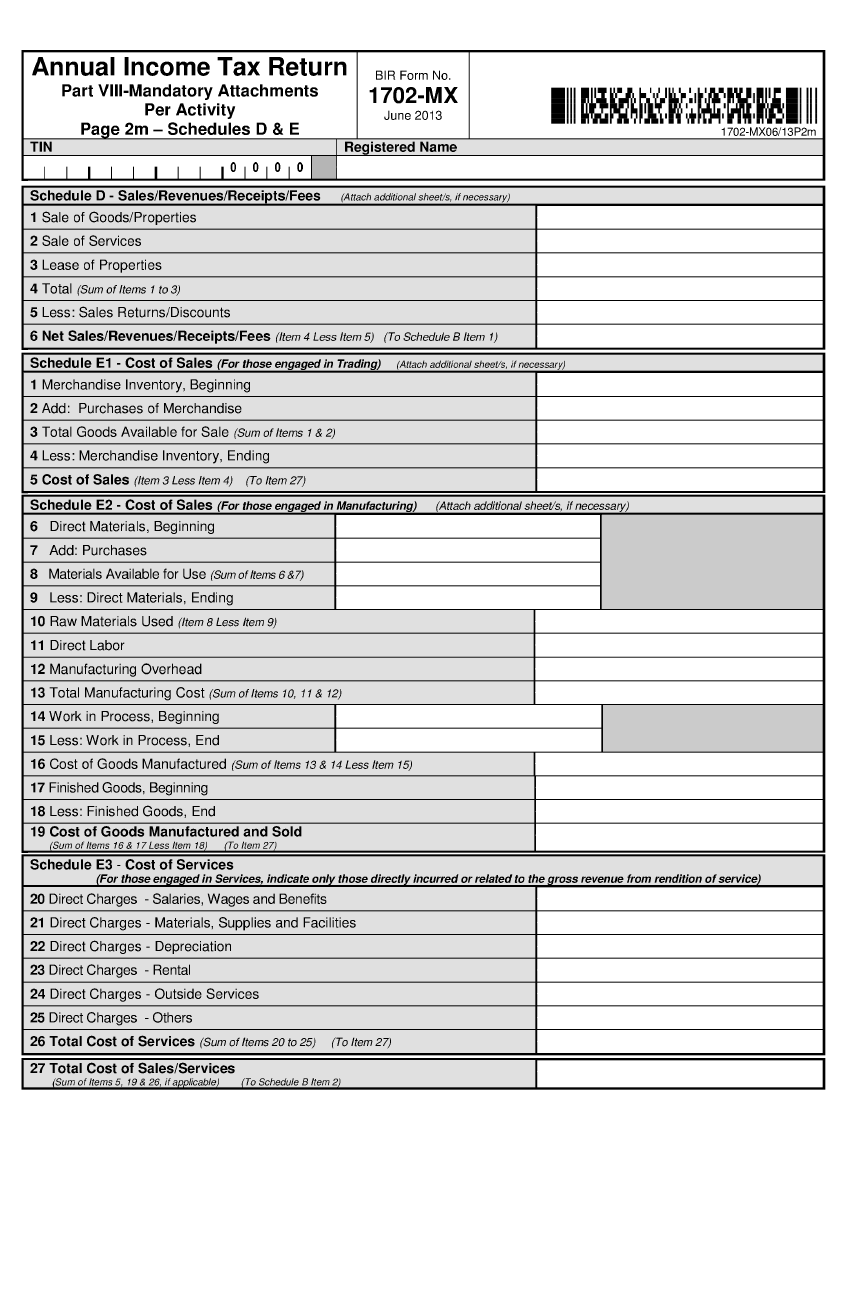 Annual Income Tax Return
Part VIII-Mandatory Attachments
Per Activity
Page 2m – Schedules D & E
BIR Form No.
1702-MX
June 2013
1702-MX06/13P2m
TIN
Registered Name
0 0 0 0
Schedule D - Sales/Revenues/Receipts/Fees (Attach additional sheet/s, if necessary)
1 Sale of Goods/Properties
2 Sale of Services
3 Lease of Properties
4 Total (Sum of Items 1 to 3)
5 Less: Sales Returns/Discounts
6 Net Sales/Revenues/Receipts/Fees (Item 4 Less Item 5) (To Schedule B Item 1)
Schedule E1 - Cost of Sales (For those engaged in Trading) (Attach additional sheet/s, if necessary)
1 Merchandise Inventory, Beginning
2 Add: Purchases of Merchandise
3 Total Goods Available for Sale (Sum of Items 1 & 2)
4 Less: Merchandise Inventory, Ending
5 Cost of Sales (Item 3 Less Item 4) (To Item 27)
Schedule E2 - Cost of Sales (For those engaged in Manufacturing) (Attach additional sheet/s, if necessary)
6 Direct Materials, Beginning
7 Add: Purchases
8 Materials Available for Use (Sum of Items 6 &7)
9 Less: Direct Materials, Ending
10 Raw Materials Used (Item 8 Less Item 9)
11 Direct Labor
12 Manufacturing Overhead
13 Total Manufacturing Cost (Sum of Items 10, 11 & 12)
14 Work in Process, Beginning
15 Less: Work in Process, End
16 Cost of Goods Manufactured (Sum of Items 13 & 14 Less Item 15)
17 Finished Goods, Beginning
18 Less: Finished Goods, End
19 Cost of Goods Manufactured and Sold
(Sum of Items 16 & 17 Less Item 18) (To Item 27)
Schedule E3 - Cost of Services
(For those engaged in Services, indicate only those directly incurred or related to the gross revenue from rendition of service)
20 Direct Charges - Salaries, Wages and Benefits
21 Direct Charges - Materials, Supplies and Facilities
22 Direct Charges - Depreciation
23 Direct Charges - Rental
24 Direct Charges - Outside Services
25 Direct Charges - Others
26 Total Cost of Services (Sum of Items 20 to 25) (To Item 27)
27 Total Cost of Sales/Services
(Sum of Items 5, 19 & 26, if applicable) (To Schedule B Item 2)